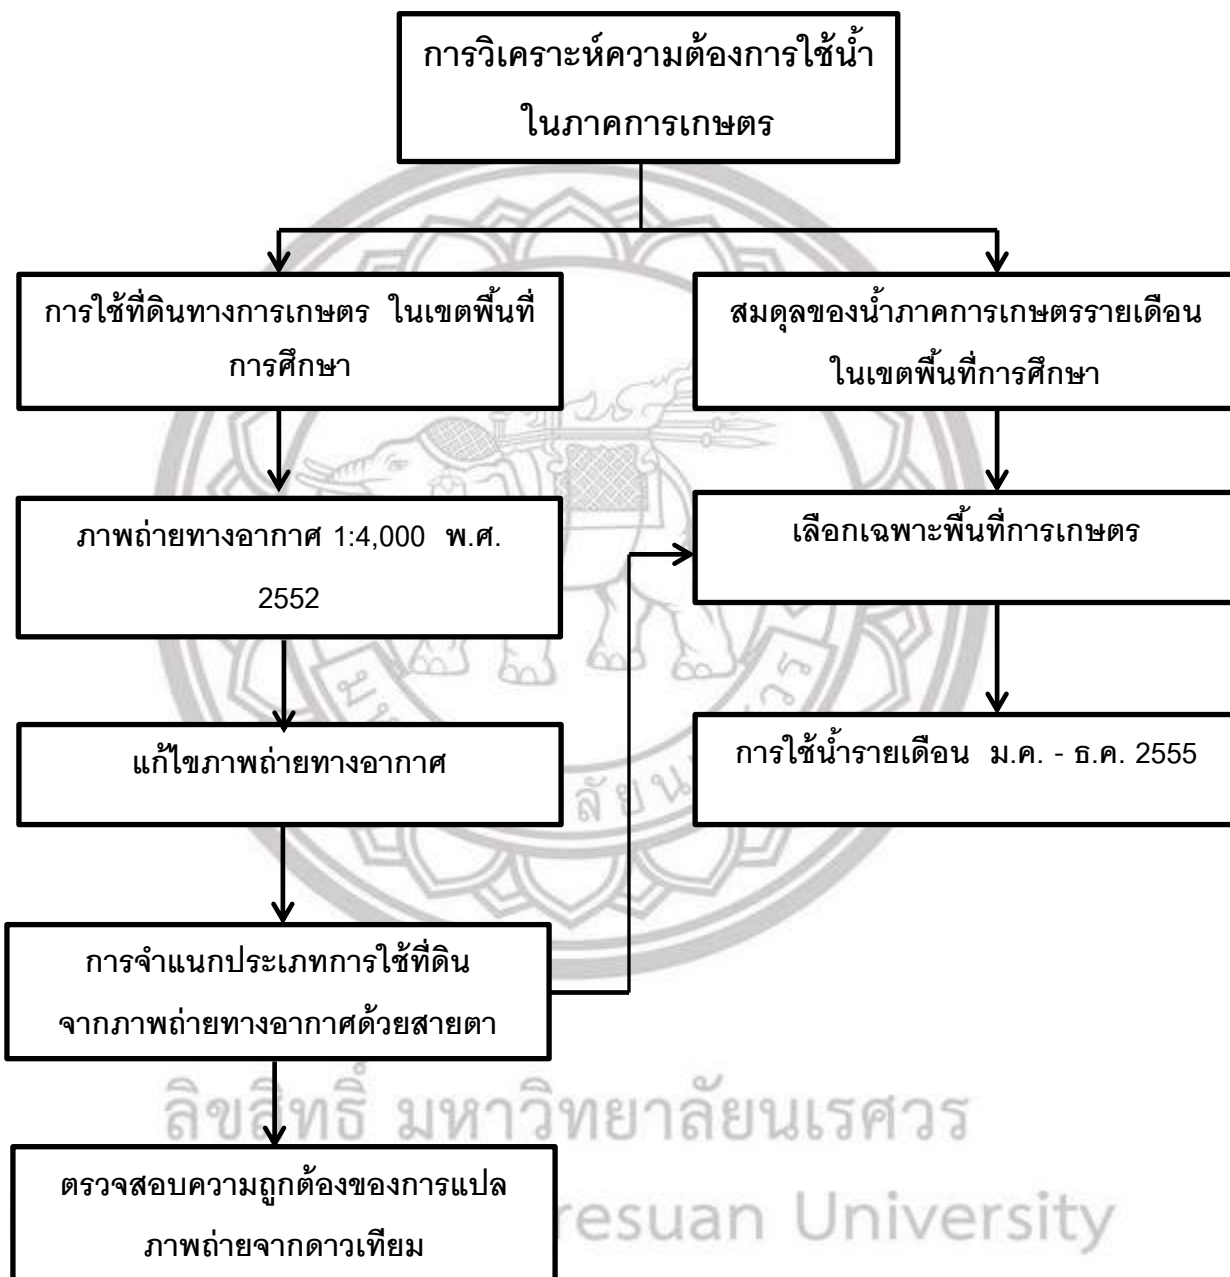 การวิเคราะห์ความต้องการใช้น้ำ
ในภาคการเกษตร
การใช้ที่ดินทางการเกษตร ในเขตพื้นที่
การศึกษา
สมดุลของน้ำภาคการเกษตรรายเดือน
ในเขตพื้นที่การศึกษา
ภาพถ่ายทางอากาศ 1:4,000 พ.ศ.
2552
เลือกเฉพาะพื้นที่การเกษตร
แก้ไขภาพถ่ายทางอากาศ
การใช้น้ำรายเดือน ม.ค. - ธ.ค. 2555
การจำแนกประเภทการใช้ที่ดิน
จากภาพถ่ายทางอากาศด้วยสายตา
ลิขสิทธิ์ มหาวิทยาลัยนเรศวร
ตรวจสอบความถูกต้องของการแปล
ภาพถ่ายจากดาวเทียม
resuan University